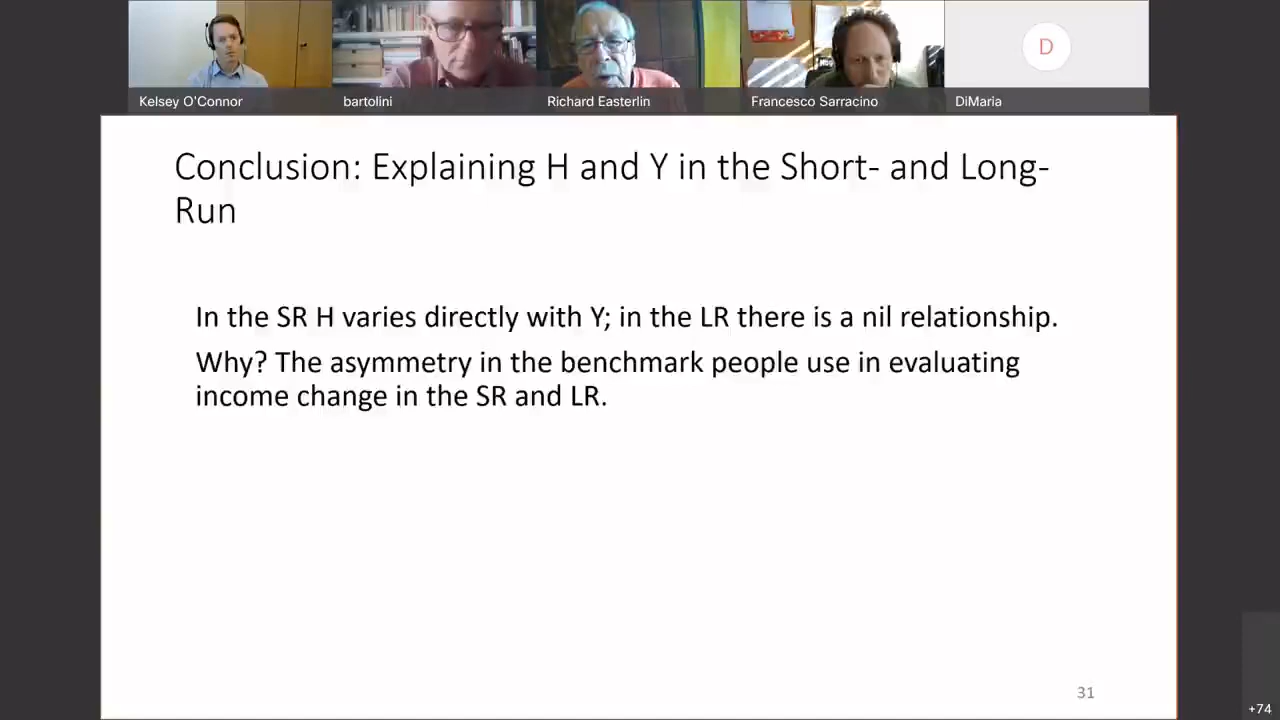 Kelsey O'Connor
bartolini
Richard Easterlin
Francesco Sarracino
D
DiMaria
Conclusion: Explaining H and Y in the Short- and Long-
Run
In the SR H varies directly with Y; in the LR there is a nil relationship.
Why? The asymmetry in the benchmark people use in evaluating
income change in the SR and LR.
31
+74